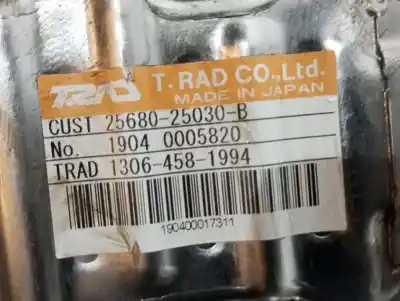 TRAD T. RAD CO.,Ltd.
MADE IN JAPAN
CUST 25680-25030-B
No. 1904 0005820
TRAD 1306-458-1994
190400017311